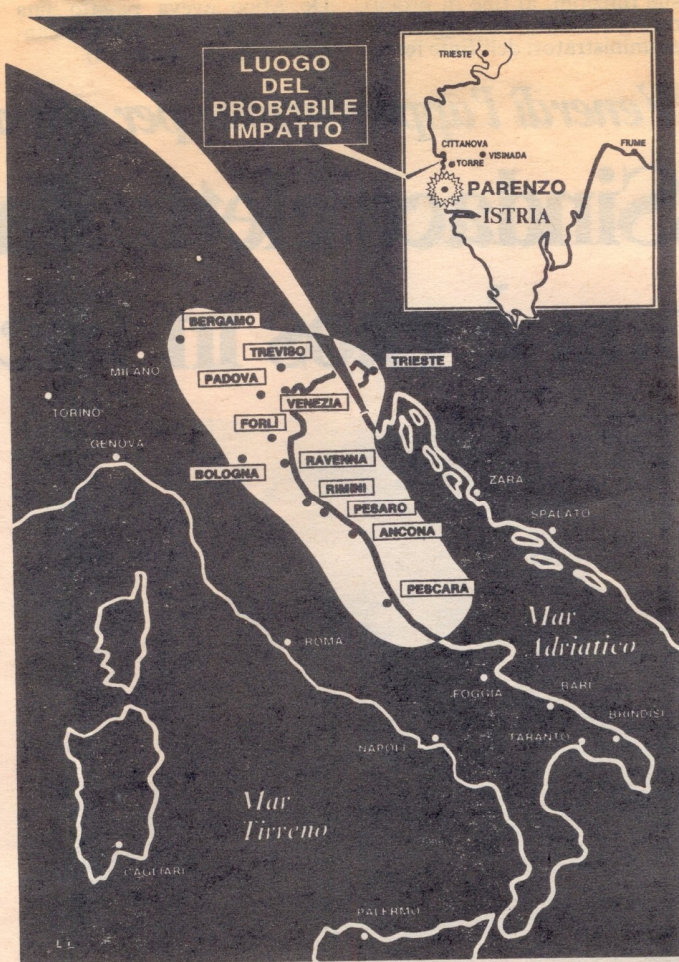 LUOGO
DEL
PROBABILE
IMPATTO
TRIESTE
CITTANOVA
VISINADA
TORRE
FIUME
PARENZO
ISTRIA
BERGAMO
MILANO
TREVISO
TRIESTE
PADOVA
VENEZIA
TORINO
FORLÌ
GENOVA
BOLOGNA
RAVENNA
RIMINI
ZARA
PESARO
SPALATO
ANCONA
PESCARA
Mar
Adriatico
ROMA
FOGGIA
BARI
BRINDISI
NAPOLI
TARANTO
Mar
Tirreno
CAGLIARI
PALERMO